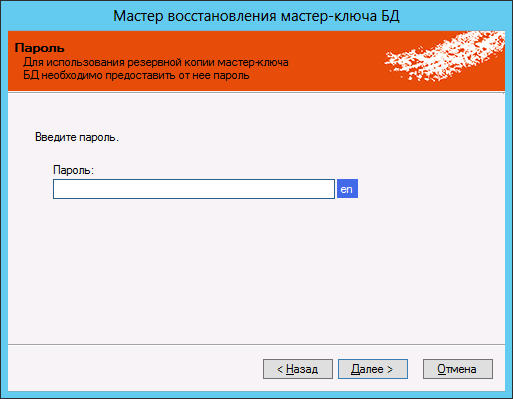 Мастер восстановления мастер-ключа БД
Пароль
Для использования резервной копии мастер-ключа
БД необходимо предоставить от нее пароль
Введите пароль.
Пароль:
en
< Назад Далее > Отмена